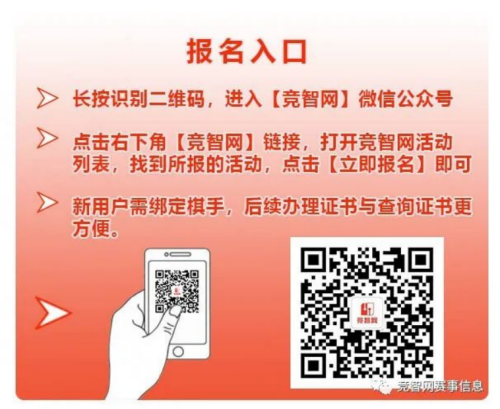 报名入口
长按识别二维码，进入【竞智网】微信公众号
点击右下角【竞智网】链接，打开竞智网活动
列表，找到所报的活动，点击【立即报名】即可
新用户需绑定棋手，后续办理证书与查询证书更
方便。
竞智网
竞智网赛事信息